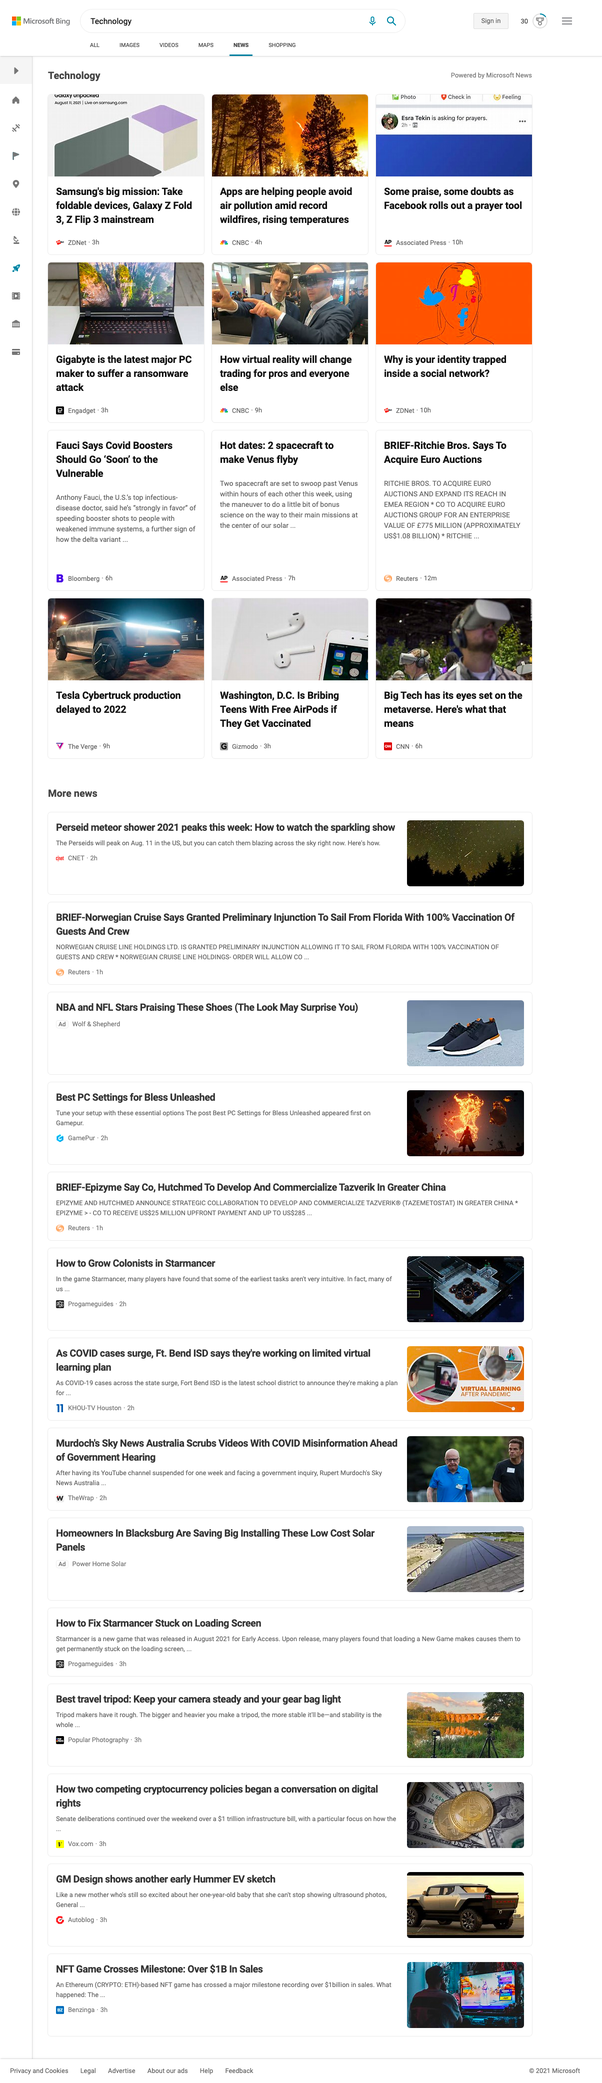 Microsoft Bing
Technology
Sign in
30
ALL
IMAGES
VIDEOS
MAPS
NEWS
SHOPPING
Technology
Powered by Microsoft News
Galaxy Unpacked
August 11, 2021 | Live on samsung.com
Samsung's big mission: Take
foldable devices, Galaxy Z Fold
3, Z Flip 3 mainstream
ZDNet · 3h
Apps are helping people avoid
air pollution amid record
wildfires, rising temperatures
CNBC · 4h
Photo
Check in
Feeling
Esra Tekin is asking for prayers.
2h ·
Some praise, some doubts as
Facebook rolls out a prayer tool
AP Associated Press · 10h
Gigabyte is the latest major PC
maker to suffer a ransomware
attack
Engadget · 3h
How virtual reality will change
trading for pros and everyone
else
CNBC · 9h
Why is your identity trapped
inside a social network?
ZDNet · 10h
Fauci Says Covid Boosters
Should Go ‘Soon’ to the
Vulnerable
Anthony Fauci, the U.S.'s top infectious-
disease doctor, said he's “strongly in favor” of
speeding booster shots to people with
weakened immune systems, a further sign of
how the delta variant ...
B Bloomberg · 6h
Hot dates: 2 spacecraft to
make Venus flyby
Two spacecraft are set to swoop past Venus
within hours of each other this week, using
the maneuver to do a little bit of bonus
science on the way to their main missions at
the center of our solar ...
AP Associated Press · 7h
BRIEF-Ritchie Bros. Says To
Acquire Euro Auctions
RITCHIE BROS. TO ACQUIRE EURO
AUCTIONS AND EXPAND ITS REACH IN
EMEA REGION * CO TO ACQUIRE EURO
AUCTIONS GROUP FOR AN ENTERPRISE
VALUE OF £775 MILLION (APPROXIMATELY
US$1.08 BILLION) * RITCHIE ...
Reuters · 12m
Tesla Cybertruck production
delayed to 2022
The Verge · 9h
Washington, D.C. Is Bribing
Teens With Free AirPods if
They Get Vaccinated
G Gizmodo · 3h
Big Tech has its eyes set on the
metaverse. Here's what that
means
CNN CNN · 6h
More news
Perseid meteor shower 2021 peaks this week: How to watch the sparkling show
The Perseids will peak on Aug. 11 in the US, but you can catch them blazing across the sky right now. Here's how.
CNET · 2h
BRIEF-Norwegian Cruise Says Granted Preliminary Injunction To Sail From Florida With 100% Vaccination Of
Guests And Crew
NORWEGIAN CRUISE LINE HOLDINGS LTD. IS GRANTED PRELIMINARY INJUNCTION ALLOWING IT TO SAIL FROM FLORIDA WITH 100% VACCINATION OF
GUESTS AND CREW * NORWEGIAN CRUISE LINE HOLDINGS- ORDER WILL ALLOW CO ...
Reuters · 1h
NBA and NFL Stars Praising These Shoes (The Look May Surprise You)
Ad Wolf & Shepherd
Best PC Settings for Bless Unleashed
Tune your setup with these essential options The post Best PC Settings for Bless Unleashed appeared first on
Gamepur.
GamePur · 2h
BRIEF-Epizyme Say Co, Hutchmed To Develop And Commercialize Tazverik In Greater China
EPIZYME AND HUTCHMED ANNOUNCE STRATEGIC COLLABORATION TO DEVELOP AND COMMERCIALIZE TAZVERIK® (TAZEMETOSTAT) IN GREATER CHINA *
EPIZYME > - CO TO RECEIVE US$25 MILLION UPFRONT PAYMENT AND UP TO US$285 ...
Reuters · 1h
How to Grow Colonists in Starmancer
In the game Starmancer, many players have found that some of the earliest tasks aren't very intuitive. In fact, many of
us ...
Progameguides · 2h
As COVID cases surge, Ft. Bend ISD says they're working on limited virtual
learning plan
As COVID-19 cases across the state surge, Fort Bend ISD is the latest school district to announce they're making a plan
for ...
11 KHOU-TV Houston · 2h
VIRTUAL LEARNING
AFTER PANDEMIC
Murdoch's Sky News Australia Scrubs Videos With COVID Misinformation Ahead
of Government Hearing
After having its YouTube channel suspended for one week and facing a government inquiry, Rupert Murdoch's Sky
News Australia ...
W TheWrap · 2h
Homeowners In Blacksburg Are Saving Big Installing These Low Cost Solar
Panels
Ad Power Home Solar
How to Fix Starmancer Stuck on Loading Screen
Starmancer is a new game that was released in August 2021 for Early Access. Upon release, many players found that loading a New Game makes causes them to
get permanently stuck on the loading screen, ...
Progameguides · 3h
Best travel tripod: Keep your camera steady and your gear bag light
Tripod makers have it rough. The bigger and heavier you make a tripod, the more stable it'll be—and stability is the
whole ...
Popular Photography · 3h
How two competing cryptocurrency policies began a conversation on digital
rights
Senate deliberations continued over the weekend over a $1 trillion infrastructure bill, with a particular focus on how the
...
Vox.com · 3h
GM Design shows another early Hummer EV sketch
Like a new mother who's still so excited about her one-year-old baby that she can't stop showing ultrasound photos,
General ...
Autoblog · 3h
NFT Game Crosses Milestone: Over $1B In Sales
An Ethereum (CRYPTO: ETH)-based NFT game has crossed a major milestone recording over $1billion in sales. What
happened: The ...
BZ Benzinga · 3h
Privacy and Cookies
Legal
Advertise
About our ads
Help
Feedback
© 2021 Microsoft